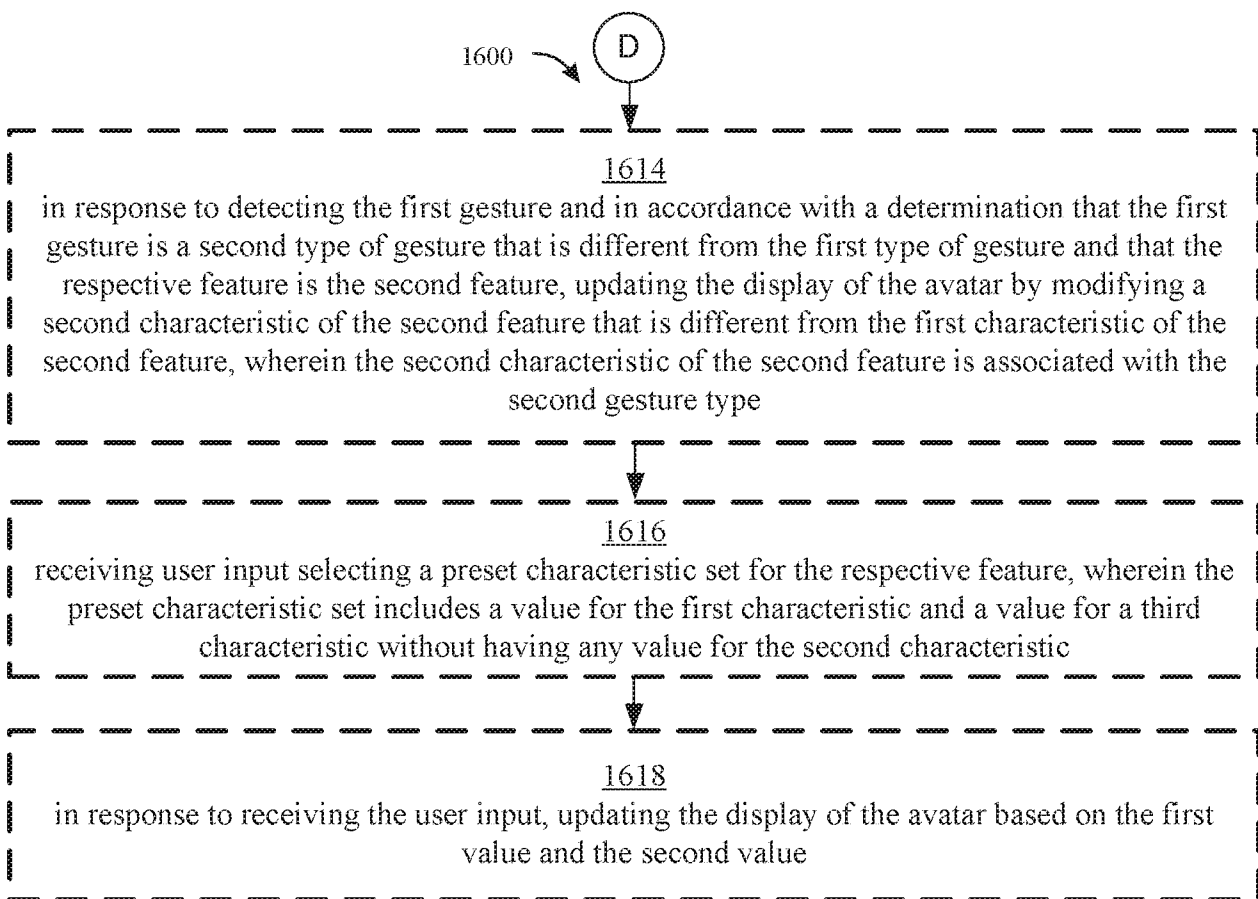 1600
D
1614
in response to detecting the first gesture and in accordance with a determination that the first
gesture is a second type of gesture that is different from the first type of gesture and that the
respective feature is the second feature, updating the display of the avatar by modifying a
second characteristic of the second feature that is different from the first characteristic of the
second feature, wherein the second characteristic of the second feature is associated with the
second gesture type
1616
receiving user input selecting a preset characteristic set for the respective feature, wherein the
preset characteristic set includes a value for the first characteristic and a value for a third
characteristic without having any value for the second characteristic
1618
in response to receiving the user input, updating the display of the avatar based on the first
value and the second value